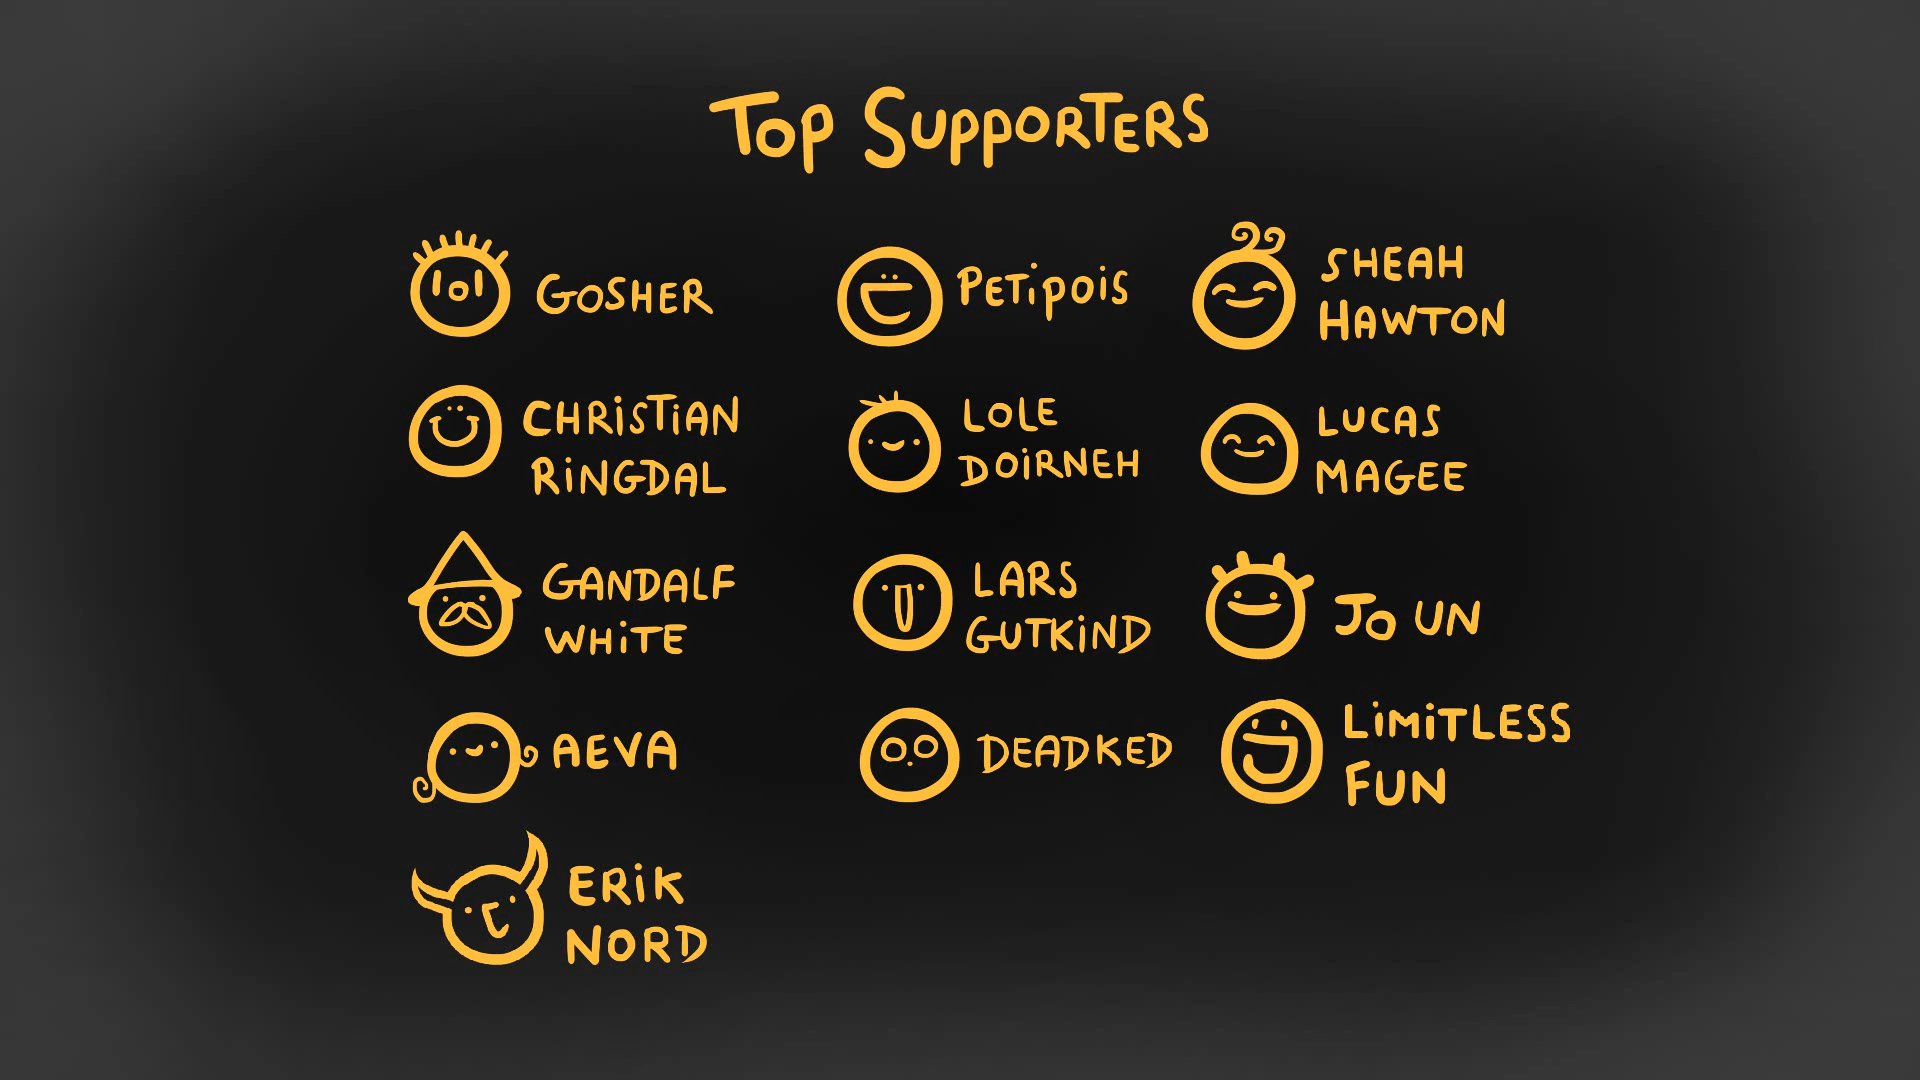 Top Supporters
Gosher
Petipois
Sheah
Hawton
Christian
Ringdal
Lole
Doirneh
Lucas
Magee
Gandalf
White
Lars
Gutkind
Jo Un
Aeva
Deadked
Limitless
Fun
Erik
Nord